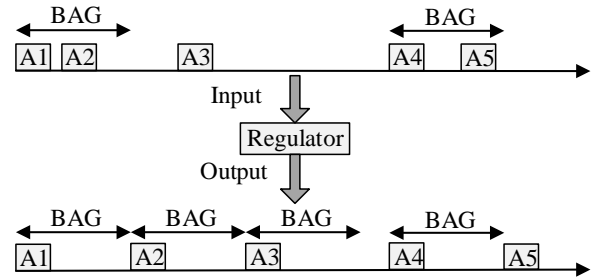 BAG BAG
A1 A2 A3 A4 A5
Input
Regulator
Output
BAG BAG BAG BAG
A1 A2 A3 A4 A5